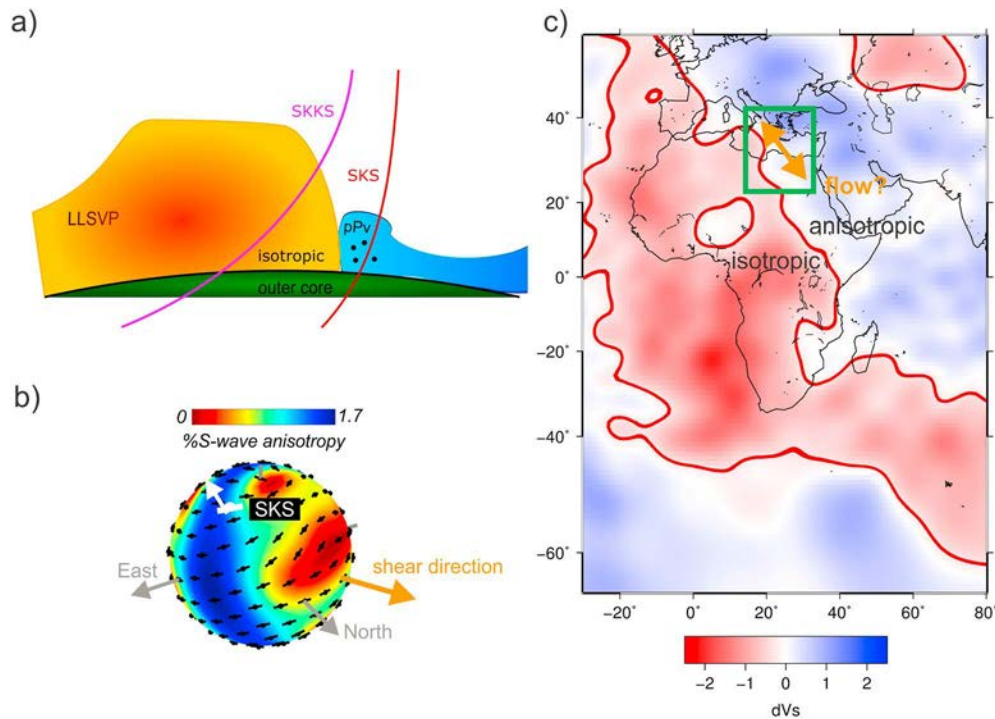 a)
SKKS
SKS
LLSVP
pPv
isotropic
outer core
b)
0 1.7
%S-wave anisotropy
SKS
East
shear direction
North
c)
40°
20°
0°
−20°
−40°
−60°
flow?
anisotropic
isotropic
−20° 0° 20° 40° 60° 80°
−2 −1 0 1 2
dVs